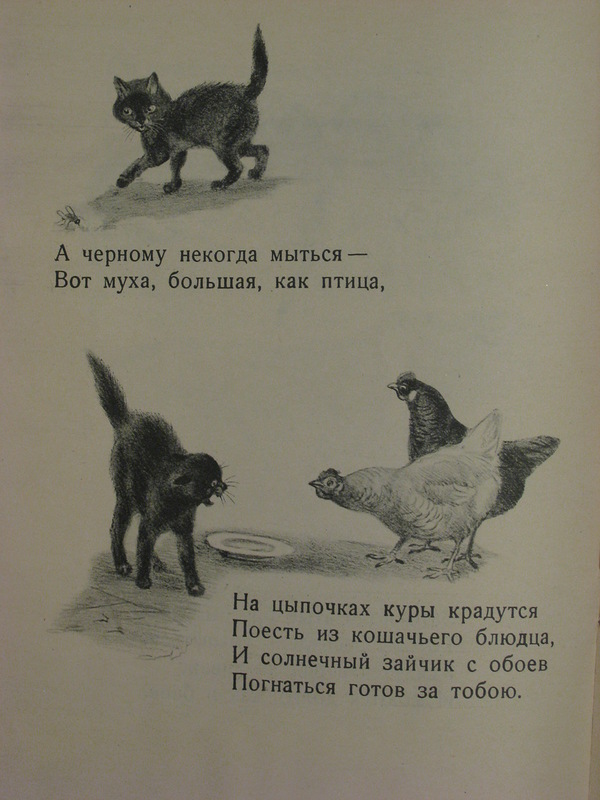 А черному некогда мыться —
Вот муха, большая, как птица,
На цыпочках куры крадутся
Поесть из кошачьего блюдца,
И солнечный зайчик с обоев
Погнаться готов за тобою.